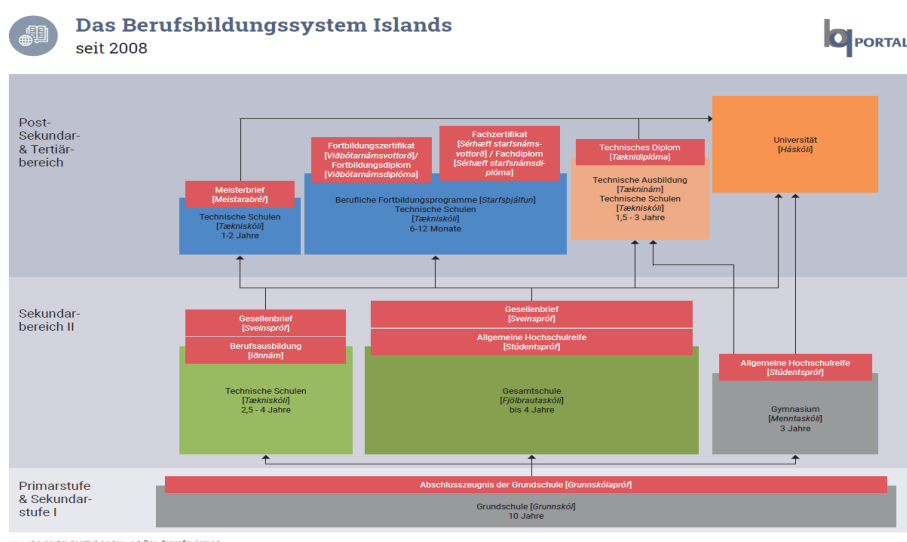 Das Berufsbildungssystem Islands
seit 2008
bq PORTAL
Post-
Sekundar-
& Tertiär-
bereich
Fortbildungszertifikat
[Viðbótarnámsvottorð]/
Fortbildungsdiplom
[Viðbótarnámsdiplóma]
Fachzertifikat
[Sérhæft starfsnáms-
vottorð] / Fachdiplom
[Sérhæft starfsnámsdi-
plóma]
Technisches Diplom
[Tæknidiplóma]
Universität
[Háskóli]
Meisterbrief
[Meistarabréf]
Technische Schulen
[Tækniskóli]
1-2 Jahre
Berufliche Fortbildungsprogramme [Starfsþjálfun]
Technische Schulen
[Tækniskóli]
6-12 Monate
Technische Ausbildung
[Tækninám]
Technische Schulen
[Tækniskóli]
1,5 - 3 Jahre
Sekundar-
bereich II
Gesellenbrief
[Sveinspróf]
Berufsausbildung
[Iðnnám]
Technische Schulen
[Tækniskóli]
2,5 - 4 Jahre
Gesellenbrief
[Sveinspróf]
Allgemeine Hochschulreife
[Stúdentspróf]
Gesamtschule
[Fjölbrautaskóli]
bis 4 Jahre
Allgemeine Hochschulreife
[Stúdentspróf]
Gymnasium
[Menntaskóli]
3 Jahre
Primarstufe
& Sekundar-
stufe I
Abschlusszeugnis der Grundschule [Grunnskólapróf]
Grundschule [Grunnskól]
10 Jahre